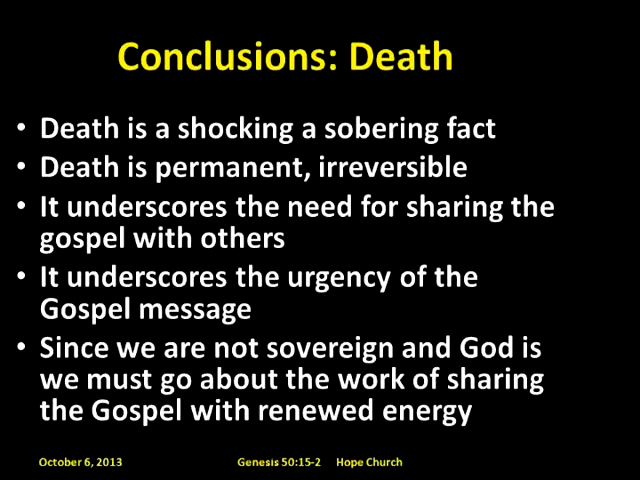 Conclusions: Death
• Death is a shocking a sobering fact
• Death is permanent, irreversible
• It underscores the need for sharing the
gospel with others
• It underscores the urgency of the
Gospel message
• Since we are not sovereign and God is
we must go about the work of sharing
the Gospel with renewed energy
October 6, 2013 Genesis 50:15-2 Hope Church